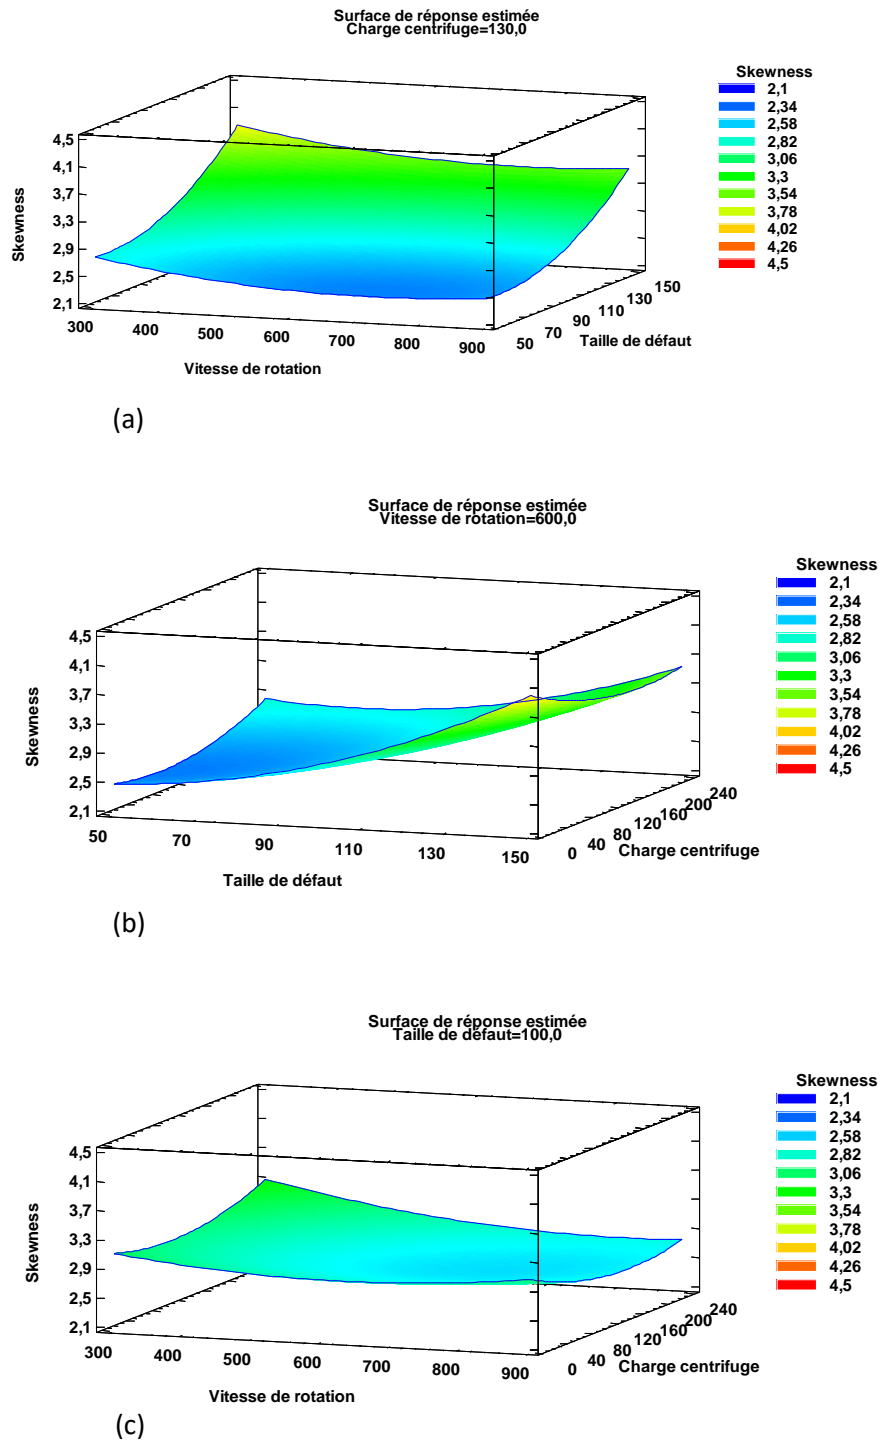 Surface de réponse estimée
Charge centrifuge=130,0
Skewness
2,1
2,34
2,58
2,82
3,06
3,3
3,54
3,78
4,02
4,26
4,5
Skewness
4,5
4,1
3,7
3,3
2,9
2,5
2,1
300 400 500 600 700 800 900
Vitesse de rotation
50 70 90 110 130 150
Taille de défaut
(a)
Surface de réponse estimée
Vitesse de rotation=600,0
Skewness
2,1
2,34
2,58
2,82
3,06
3,3
3,54
3,78
4,02
4,26
4,5
Skewness
4,5
4,1
3,7
3,3
2,9
2,5
2,1
50 70 90 110 130 150
Taille de défaut
0 40 80 120 160 200 240
Charge centrifuge
(b)
Surface de réponse estimée
Taille de défaut=100,0
Skewness
2,1
2,34
2,58
2,82
3,06
3,3
3,54
3,78
4,02
4,26
4,5
Skewness
4,5
4,1
3,7
3,3
2,9
2,5
2,1
300 400 500 600 700 800 900
Vitesse de rotation
0 40 80 120 160 200 240
Charge centrifuge
(c)